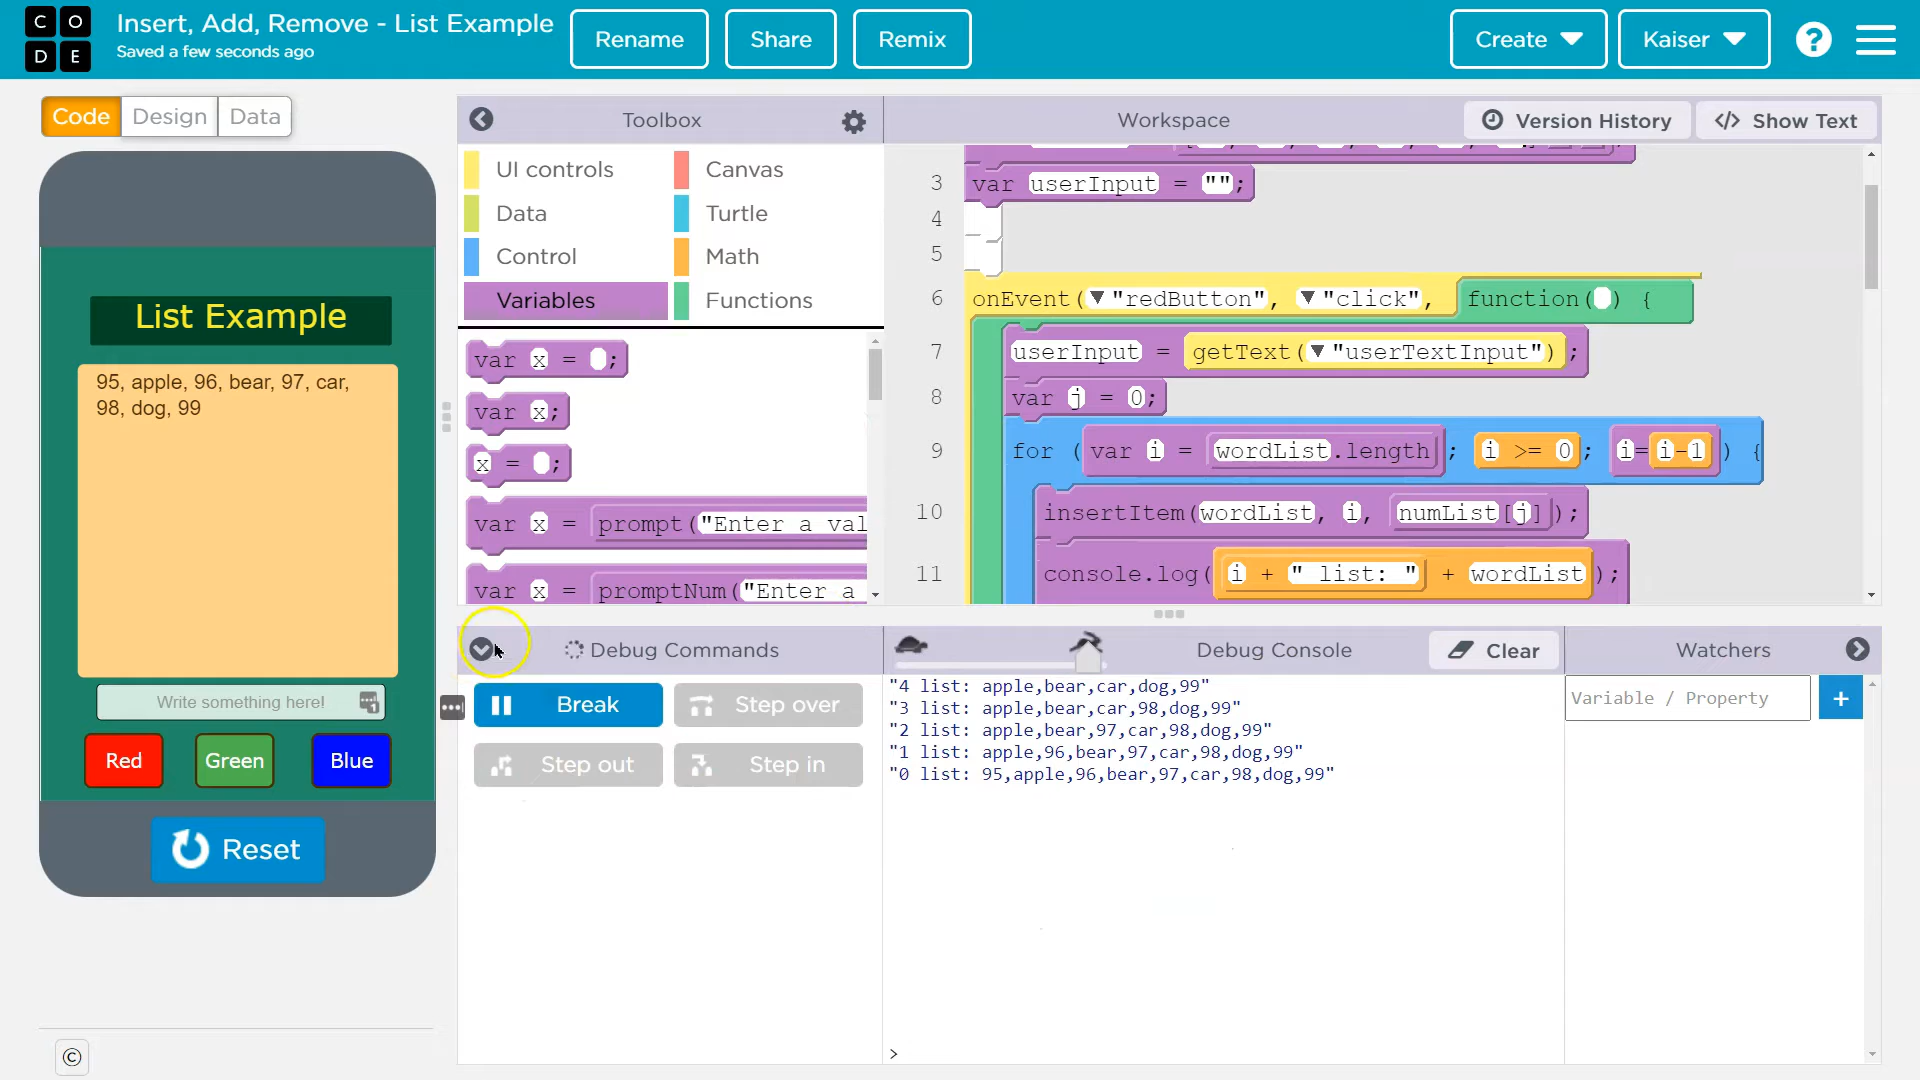 C O
D E
Insert, Add, Remove - List Example
Saved a few seconds ago
Rename
Share
Remix
Create
Kaiser
?
Code
Design
Data
List Example
95, apple, 96, bear, 97, car,
98, dog, 99
Write something here!
Red
Green
Blue
Reset
©
Toolbox
UI controls
Canvas
Data
Turtle
Control
Math
Variables
Functions
var x = ;
var x;
x = ;
var x = prompt("Enter a val
var x = promptNum("Enter a
Workspace
Version History
</> Show Text
3 var userInput = "";
4
5
6 onEvent(▼"redButton", ▼"click", function( ) {
7 userInput = getText(▼"userTextInput");
8 var j = 0;
9 for (var i = wordList.length; i >= 0; i=i-1) {
10 insertItem(wordList, i, numList[j]);
11 console.log(i + " list: " + wordList);
Debug Commands
Break
Step over
Step out
Step in
Debug Console
Clear
"4 list: apple,bear,car,dog,99"
"3 list: apple,bear,car,98,dog,99"
"2 list: apple,bear,97,car,98,dog,99"
"1 list: apple,96,bear,97,car,98,dog,99"
"0 list: 95,apple,96,bear,97,car,98,dog,99"
>
Watchers
Variable / Property
+